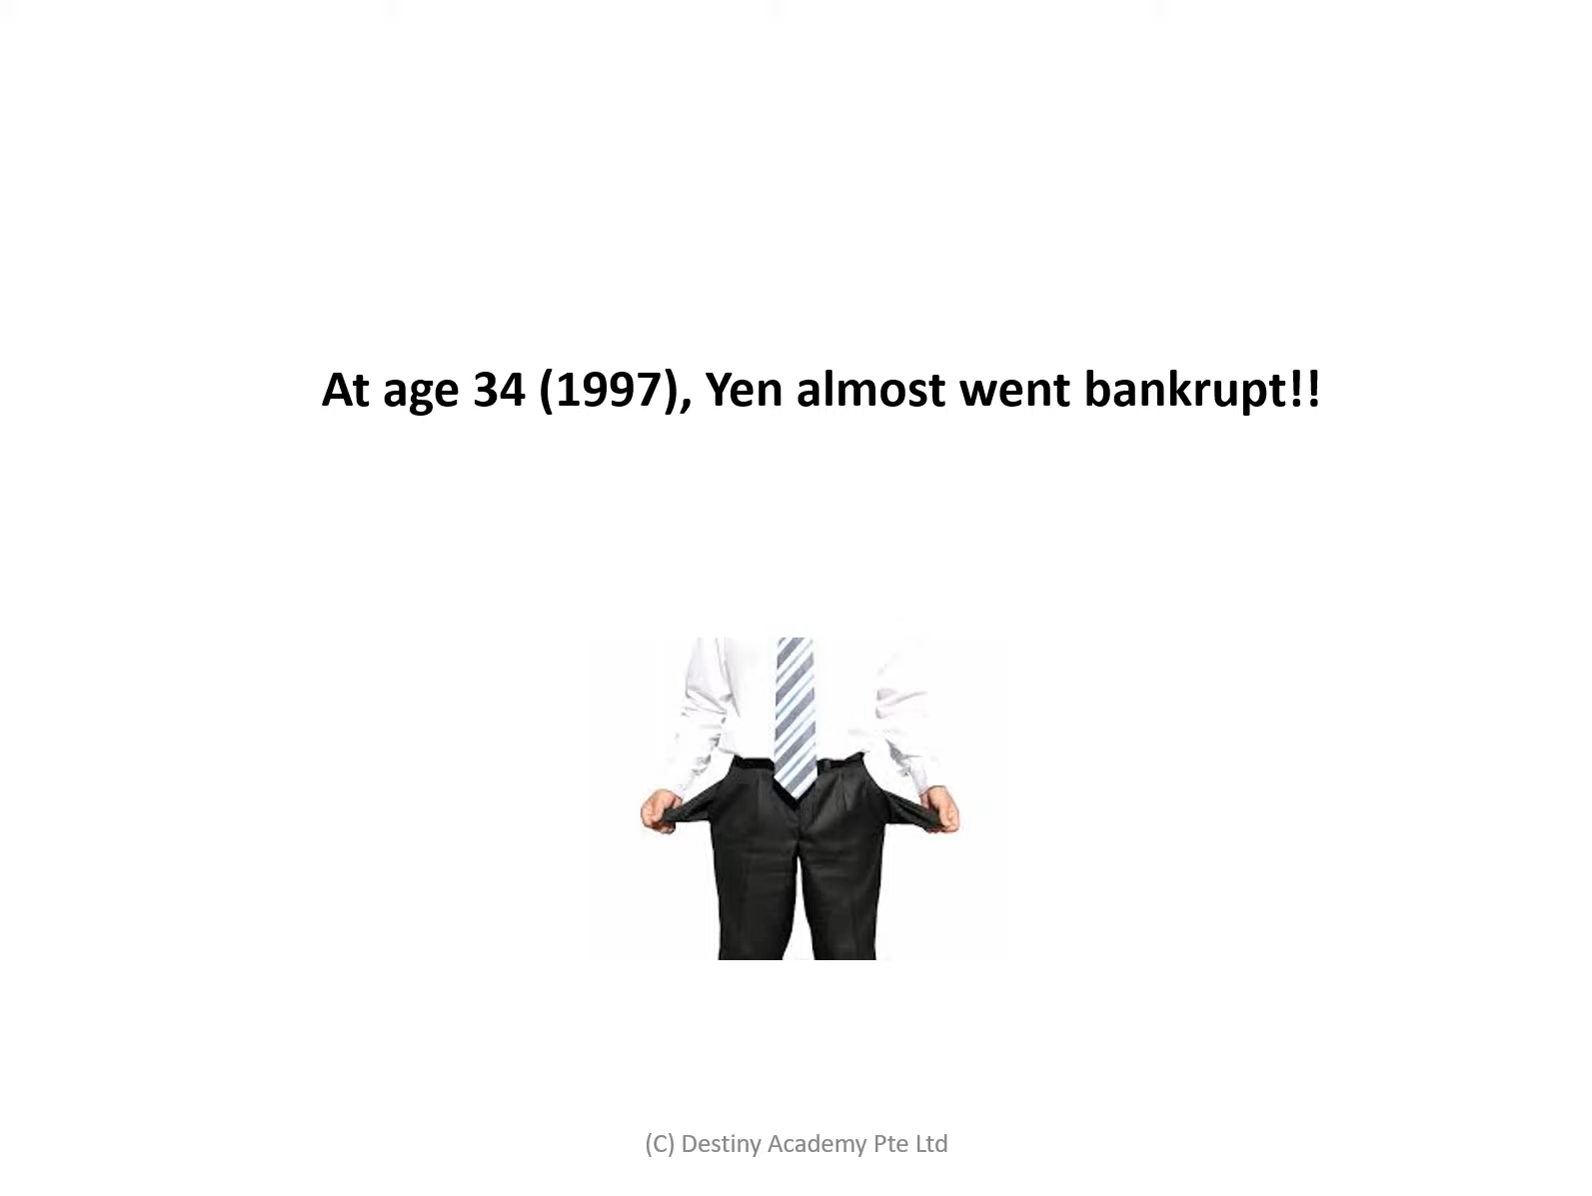 At age 34 (1997), Yen almost went bankrupt!!
(C) Destiny Academy Pte Ltd